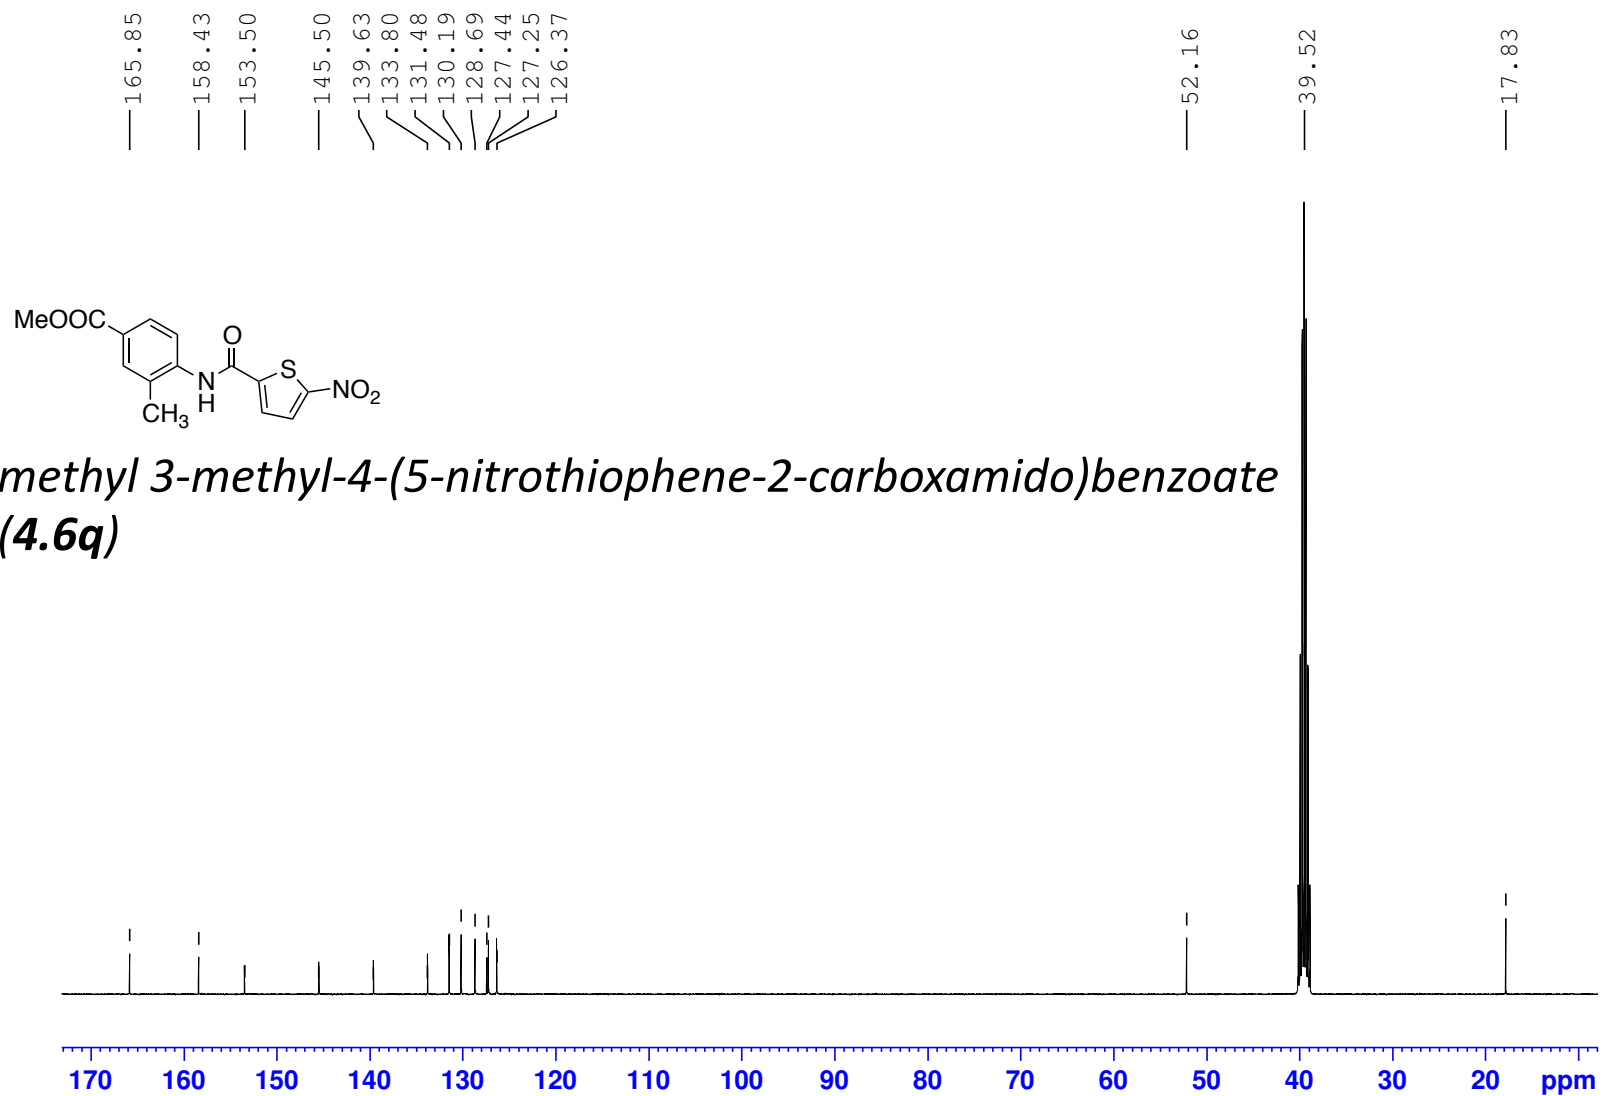 165.85
158.43
153.50
145.50
139.63
133.80
131.48
130.19
128.69
127.44
127.25
126.37
52.16
39.52
17.83
MeOOC
O
S
NO2
N
H
CH3
methyl 3-methyl-4-(5-nitrothiophene-2-carboxamido)benzoate
(4.6q)
170 160 150 140 130 120 110 100 90 80 70 60 50 40 30 20 ppm